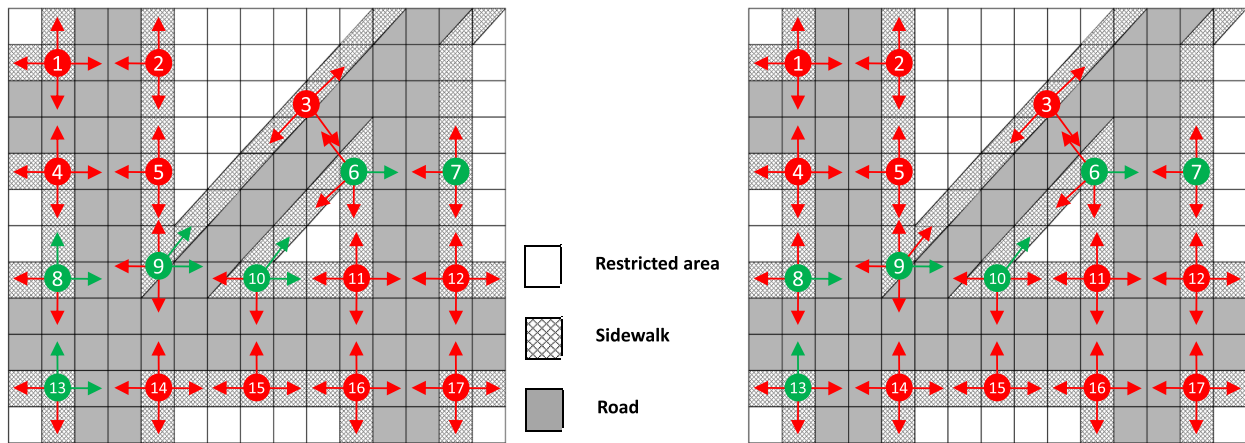 1 2 1 2
3 3
4 5 6 7 4 5 6 7
8 9 10 11 12 8 9 10 11 12
Restricted area
Sidewalk
13 14 15 16 17 13 14 15 16 17
Road